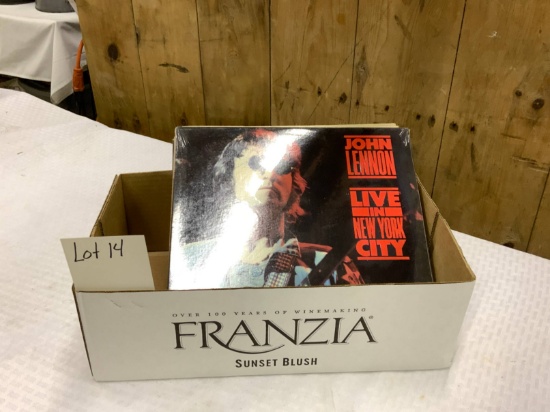 JOHN
LENNON
LIVE
IN
NEW YORK
CITY
Lot 14
OVER 100 YEARS OF WINEMAKING
FRANZIA®
SUNSET BLUSH